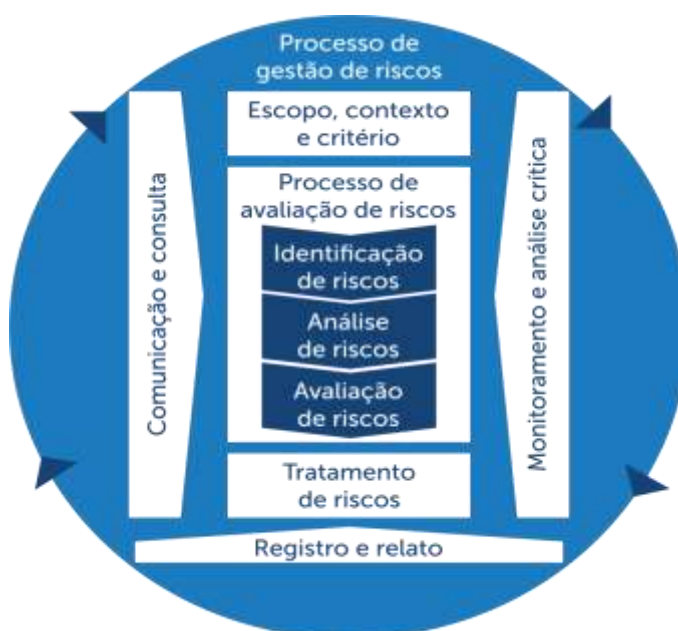 Processo de
gestão de riscos
Escopo, contexto
e critério
Processo de
avaliação de riscos
Identificação
de riscos
Análise
de riscos
Avaliação
de riscos
Tratamento
de riscos
Comunicação e consulta
Monitoramento e análise crítica
Registro e relato